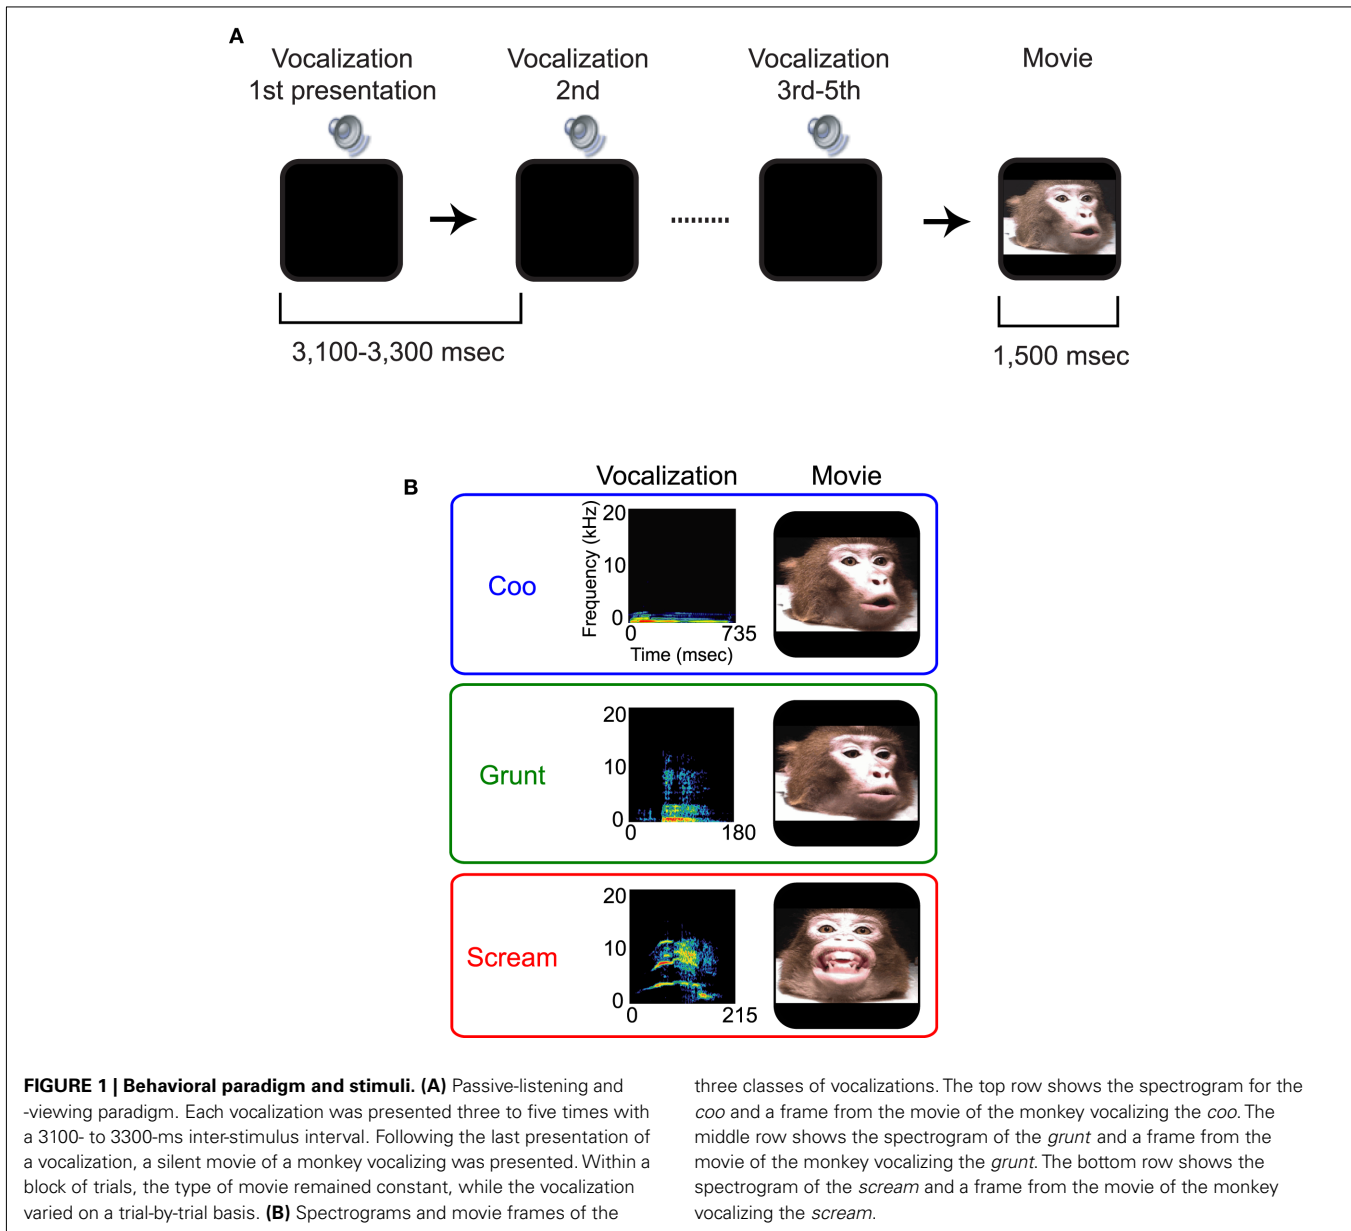 A
Vocalization
1st presentation
Vocalization
2nd
Vocalization
3rd-5th
Movie
3,100-3,300 msec
1,500 msec
B
Vocalization
Movie
Coo
Frequency (kHz)
20
10
0
0
735
Time (msec)
Grunt
20
10
0
0
180
Scream
20
10
0
0
215
FIGURE 1 | Behavioral paradigm and stimuli. (A) Passive-listening and
-viewing paradigm. Each vocalization was presented three to five times with
a 3100- to 3300-ms inter-stimulus interval. Following the last presentation of
a vocalization, a silent movie of a monkey vocalizing was presented. Within a
block of trials, the type of movie remained constant, while the vocalization
varied on a trial-by-trial basis. (B) Spectrograms and movie frames of the
three classes of vocalizations. The top row shows the spectrogram for the
coo and a frame from the movie of the monkey vocalizing the coo. The
middle row shows the spectrogram of the grunt and a frame from the
movie of the monkey vocalizing the grunt. The bottom row shows the
spectrogram of the scream and a frame from the movie of the monkey
vocalizing the scream.